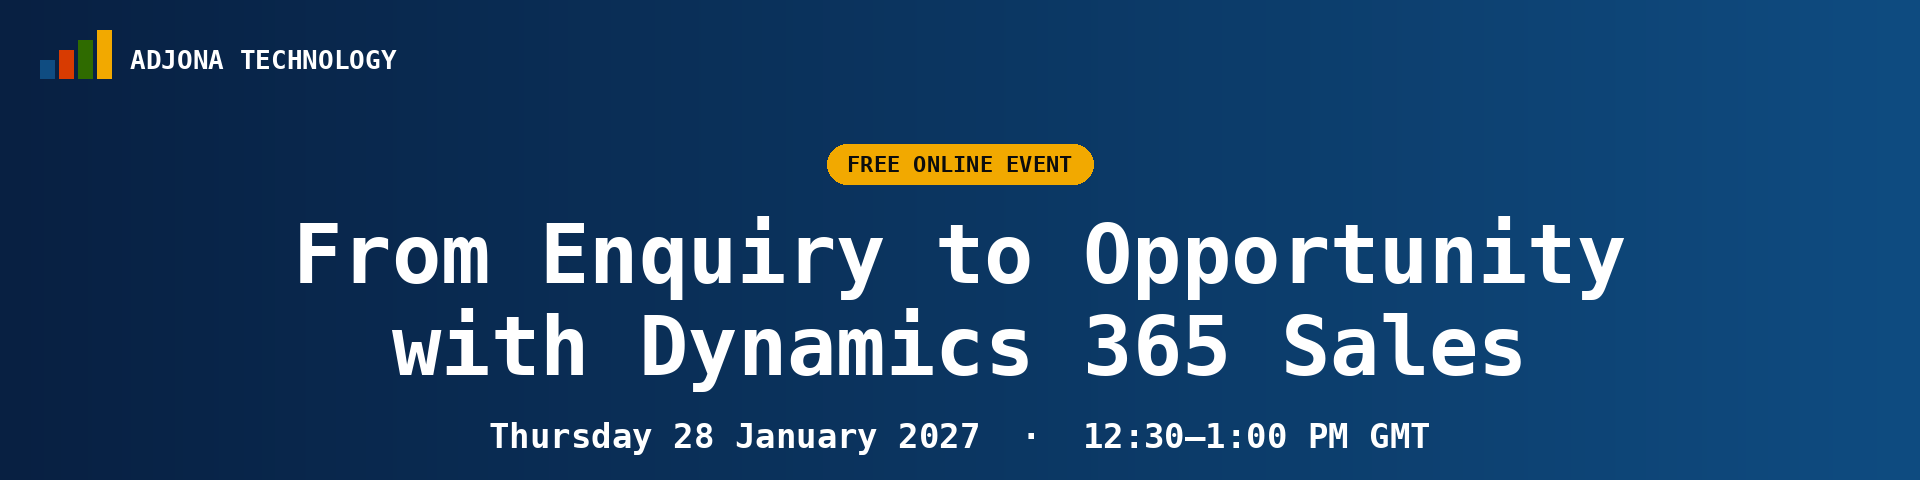 ADJONA TECHNOLOGY
FREE ONLINE EVENT
From Enquiry to Opportunity
with Dynamics 365 Sales
Thursday 28 January 2027 · 12:30–1:00 PM GMT